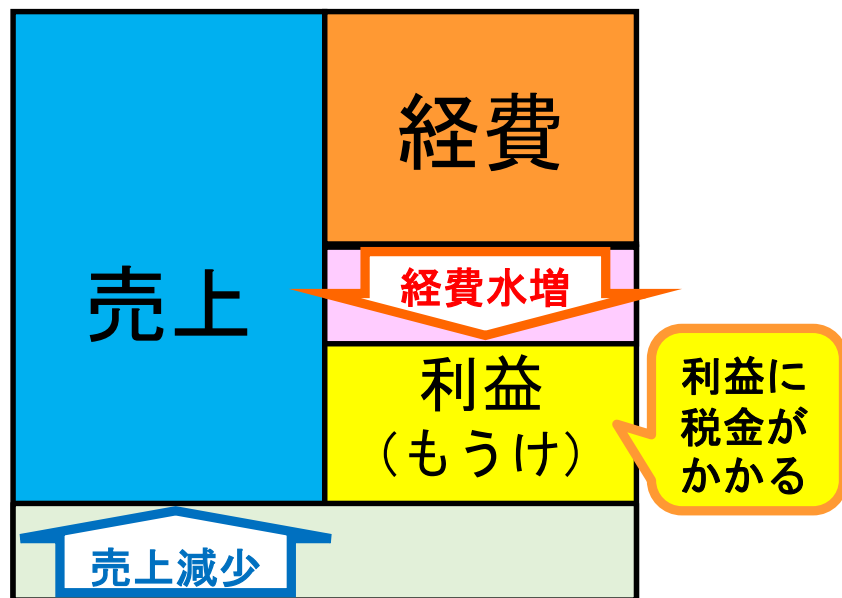 売上
経費
経費水増
利益
（もうけ）
利益に
税金が
かかる
売上減少